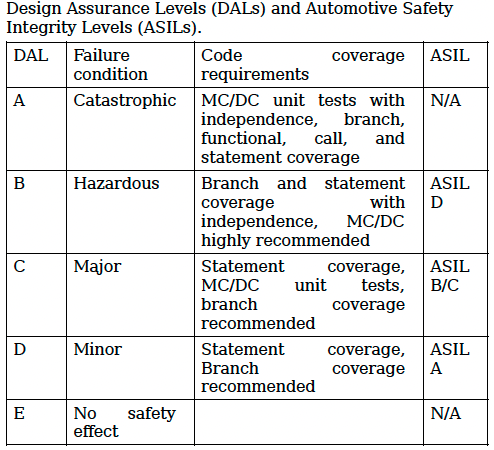 Design Assurance Levels (DALs) and Automotive Safety
Integrity Levels (ASILs).
DAL Failure condition Code coverage requirements ASIL
A Catastrophic MC/DC unit tests with independence, branch, functional, call, and statement coverage N/A
B Hazardous Branch and statement coverage with independence, MC/DC highly recommended ASIL D
C Major Statement coverage, MC/DC unit tests, branch coverage recommended ASIL B/C
D Minor Statement coverage, Branch coverage recommended ASIL A
E No safety effect N/A